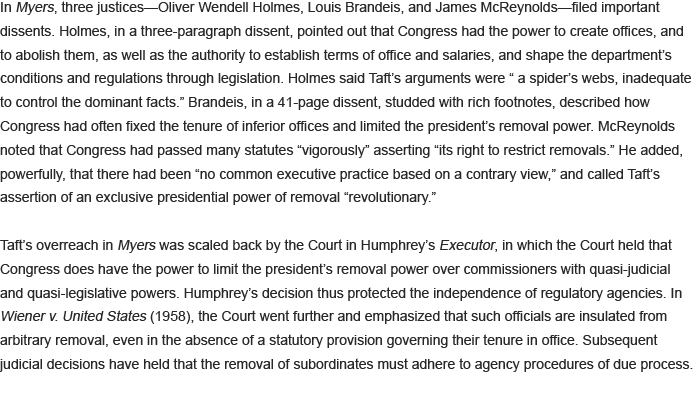 In Myers, three justices—Oliver Wendell Holmes, Louis Brandeis, and James McReynolds—filed important
dissents. Holmes, in a three-paragraph dissent, pointed out that Congress had the power to create offices, and
to abolish them, as well as the authority to establish terms of office and salaries, and shape the department’s
conditions and regulations through legislation. Holmes said Taft’s arguments were “ a spider’s webs, inadequate
to control the dominant facts.” Brandeis, in a 41-page dissent, studded with rich footnotes, described how
Congress had often fixed the tenure of inferior offices and limited the president’s removal power. McReynolds
noted that Congress had passed many statutes “vigorously” asserting “its right to restrict removals.” He added,
powerfully, that there had been “no common executive practice based on a contrary view,” and called Taft’s
assertion of an exclusive presidential power of removal “revolutionary.”

Taft’s overreach in Myers was scaled back by the Court in Humphrey’s Executor, in which the Court held that
Congress does have the power to limit the president’s removal power over commissioners with quasi-judicial
and quasi-legislative powers. Humphrey’s decision thus protected the independence of regulatory agencies. In
Wiener v. United States (1958), the Court went further and emphasized that such officials are insulated from
arbitrary removal, even in the absence of a statutory provision governing their tenure in office. Subsequent
judicial decisions have held that the removal of subordinates must adhere to agency procedures of due process.